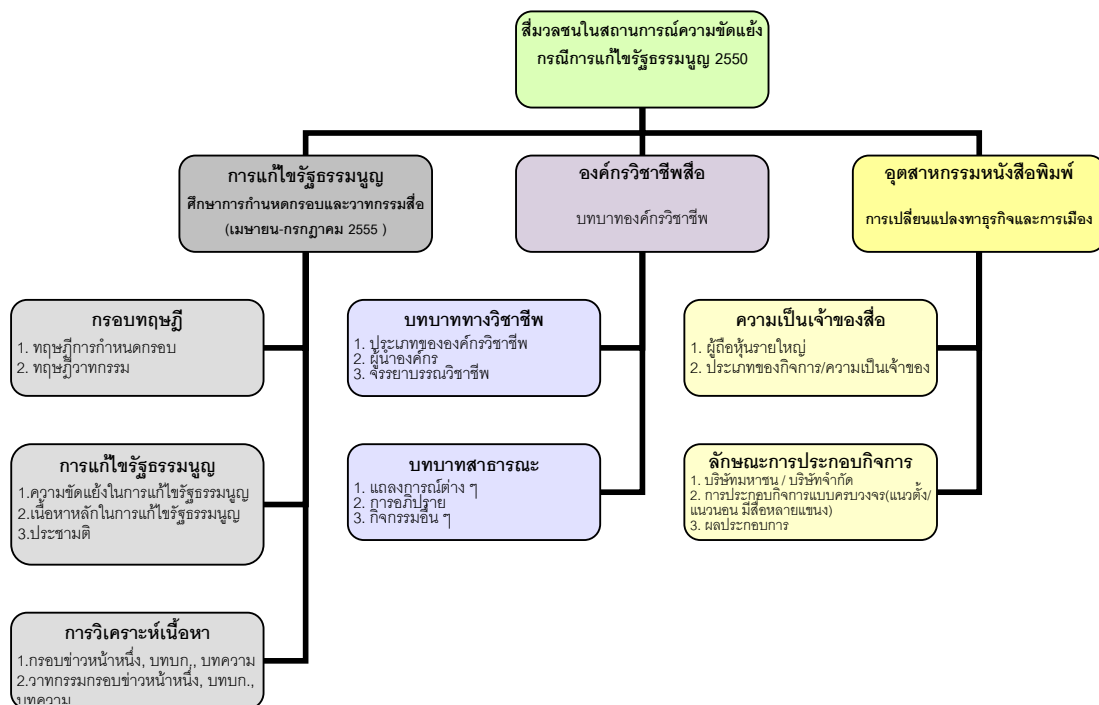 สื่มวลชนในสถานการณ์ความขัดแย้ง
กรณีการแก้ไขรัฐธรรมนูญ 2550
การแก้ไขรัฐธรรมนูญ
ศึกษาการกำนหดกรอบและวาทกรรมสื่อ
(เมษายน-กรกฎาคม 2555 )
องค์กรวิชาชีพสื่อ
บทบาทองค์กรวิชาชีพ
อุตสาหกรรมหนังสือพิมพ์
การเปลี่ยนแปลงทาธุรกิจและการเมือง
กรอบทฤษฎี
1. ทฤษฎีการกำหนดกรอบ
2. ทฤษฎีวาทกรรม
บทบาททางวิชาชีพ
1. ประเภทขององค์กรวิชาชีพ
2. ผู้นำองค์กร
3. จรรยาบรรณวิชาชีพ
ความเป็นเจ้าของสื่อ
1. ผู้ถือหุ้นรายใหญ่
2. ประเภทของกิจการ/ความเป็นเจ้าของ
การแก้ไขรัฐธรรมนูญ
1.ความขัดแย้งในการแก้ไขรัฐธรรมนูญ
2.เนื้อหาหลักในการแก้ไขรัฐธรรมนูญ
3.ประชามติ
บทบาทสาธารณะ
1. แถลงการณ์ต่าง ๆ
2. การอภิปราย
3. กิจกรรมอื่น ๆ
ลักษณะการประกอบกิจการ
1. บริษัทมหาชน / บริษัทจำกัด
2. การประกอบกิจการแบบครบวงจร(แนวตั้ง/
แนวนอน มีสื่อหลายแขนง)
3. ผลประกอบการ
การวิเคราะห์เนื้อหา
1.กรอบข่าวหน้าหนึ่ง, บทบก., บทความ
2.วาทกรรมกรอบข่าวหน้าหนึ่ง, บทบก.,
บทความ